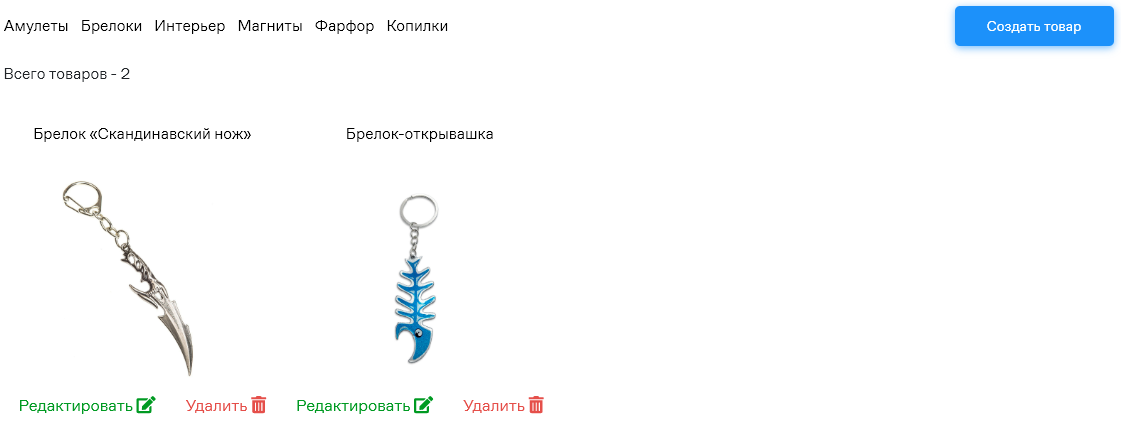 Амулеты Брелоки Интерьер Магниты Фарфор Копилки Создать товар
Всего товаров - 2
Брелок «Скандинавский нож» Брелок-открывашка
Редактировать Удалить Редактировать Удалить